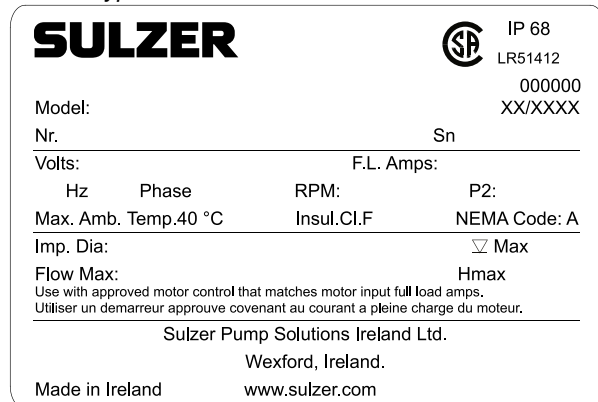 SULZER
IP 68
LR51412
000000
Model: XX/XXXX
Nr. Sn
Volts: F.L. Amps:
Hz Phase RPM: P2:
Max. Amb. Temp.40 °C Insul.Cl.F NEMA Code: A
Imp. Dia: Max
Flow Max: Hmax
Use with approved motor control that matches motor input full load amps.
Utiliser un demarreur approuve covenant au courant a pleine charge du moteur.
Sulzer Pump Solutions Ireland Ltd.
Wexford, Ireland.
Made in Ireland www.sulzer.com